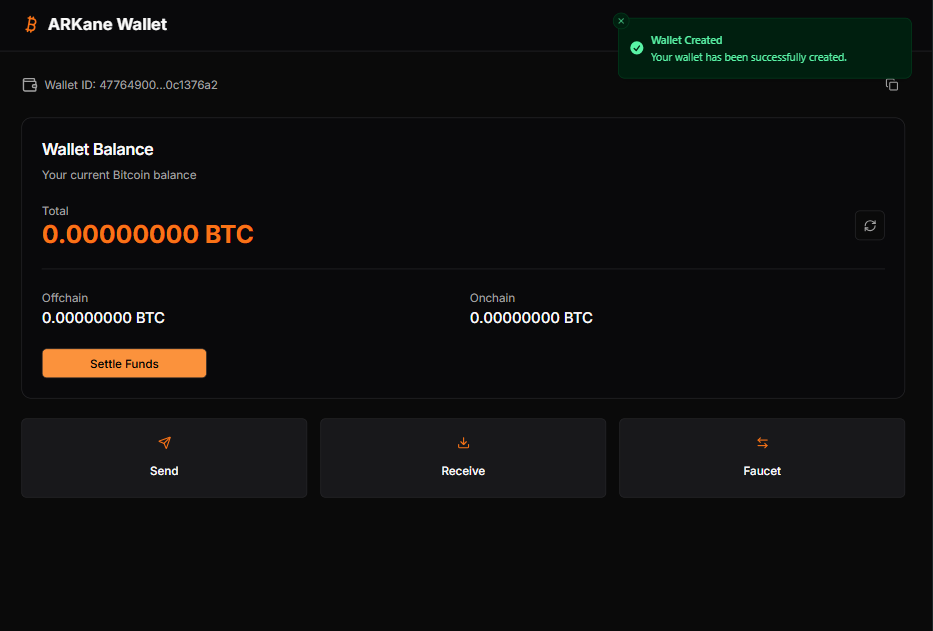 ARKane Wallet
Wallet Created
Your wallet has been successfully created.
Wallet ID: 47764900...0c1376a2
Wallet Balance
Your current Bitcoin balance
Total
0.00000000 BTC
Offchain
0.00000000 BTC
Onchain
0.00000000 BTC
Settle Funds
Send
Receive
Faucet